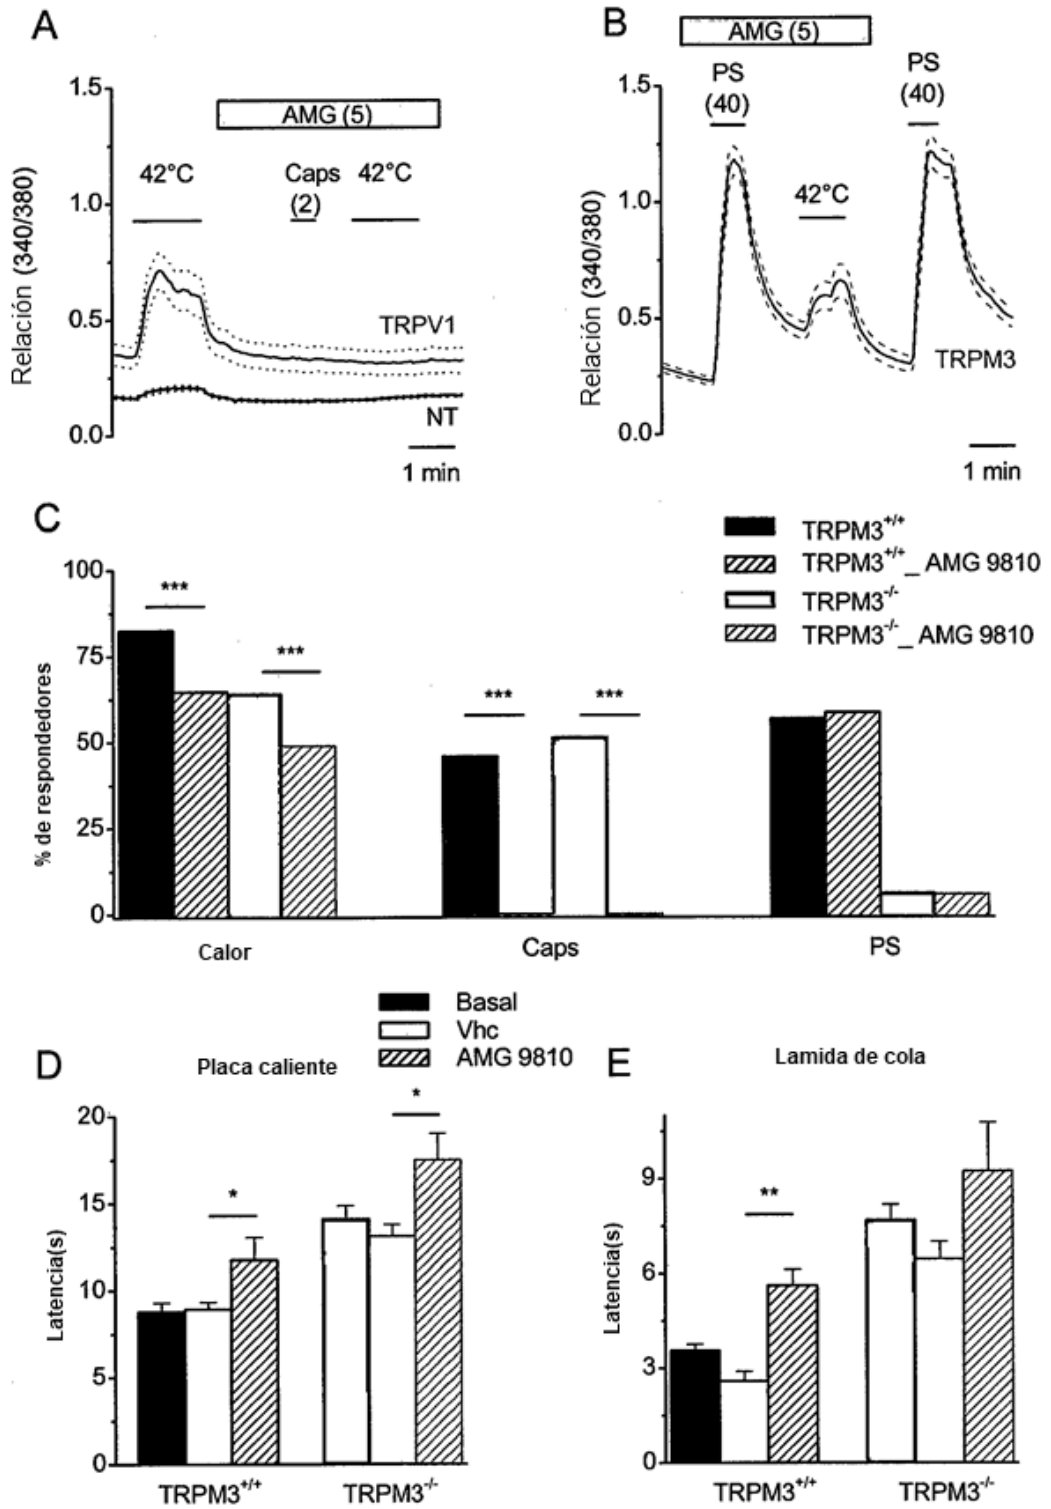 A
1.5
1.0
0.5
0.0
Relación (340/380)
AMG (5)
42°C
Caps
(2)
42°C
TRPV1
NT
1 min
B
AMG (5)
PS
(40)
PS
(40)
42°C
1.5
1.0
0.5
0.0
Relación (340/380)
TRPM3
1 min
C
TRPM3+/+
TRPM3+/+_ AMG 9810
TRPM3-/-
TRPM3-/-_ AMG 9810
100
75
50
25
0
% de respondedores
***
***
***
***
Calor
Caps
PS
Basal
Vhc
AMG 9810
D
Placa caliente
20
15
10
5
0
Latencia(s)
*
*
TRPM3+/+
TRPM3-/-
E
Lamida de cola
9
6
3
0
Latencia(s)
**
TRPM3+/+
TRPM3-/-